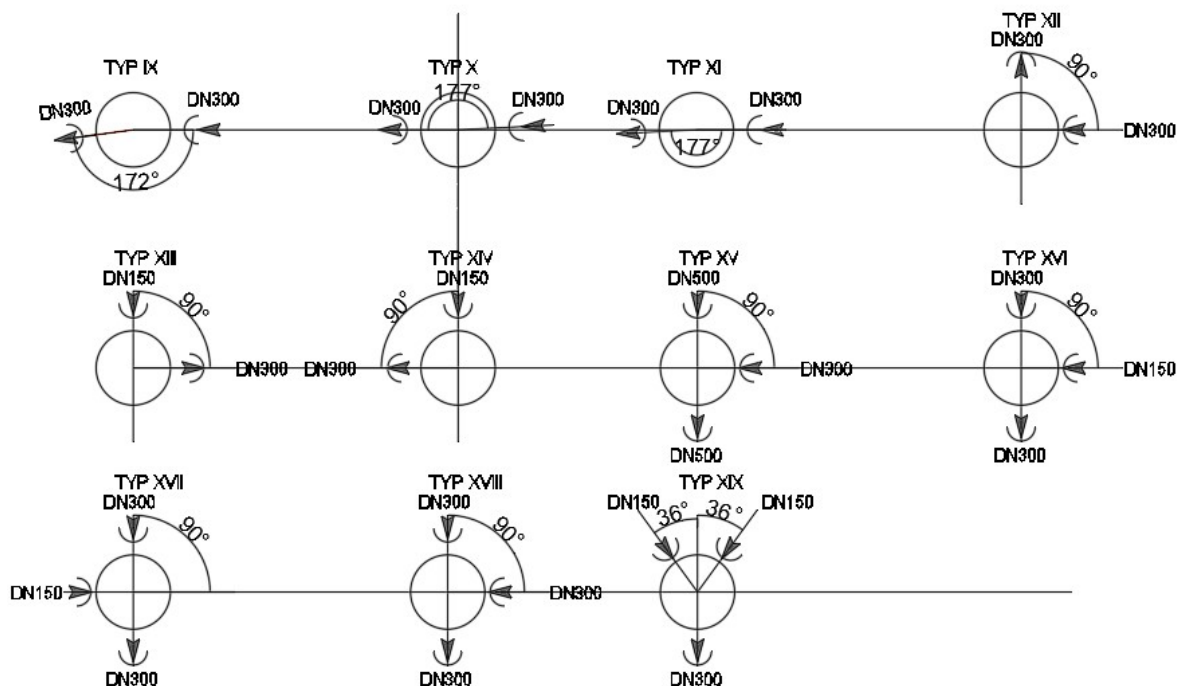 TYP IX
DN300
DN300
172°
TYP X
177°
DN300
DN300
TYP XI
DN300
DN300
177°
TYP XII
DN300
90°
DN300
TYP XIII
DN150
90°
DN300
TYP XIV
DN150
90°
DN300
TYP XV
DN500
90°
DN300
DN500
TYP XVI
DN300
90°
DN150
DN300
TYP XVII
DN300
90°
DN150
DN300
TYP XVIII
DN300
90°
DN300
DN300
TYP XIX
DN150
36°
36°
DN150
DN300